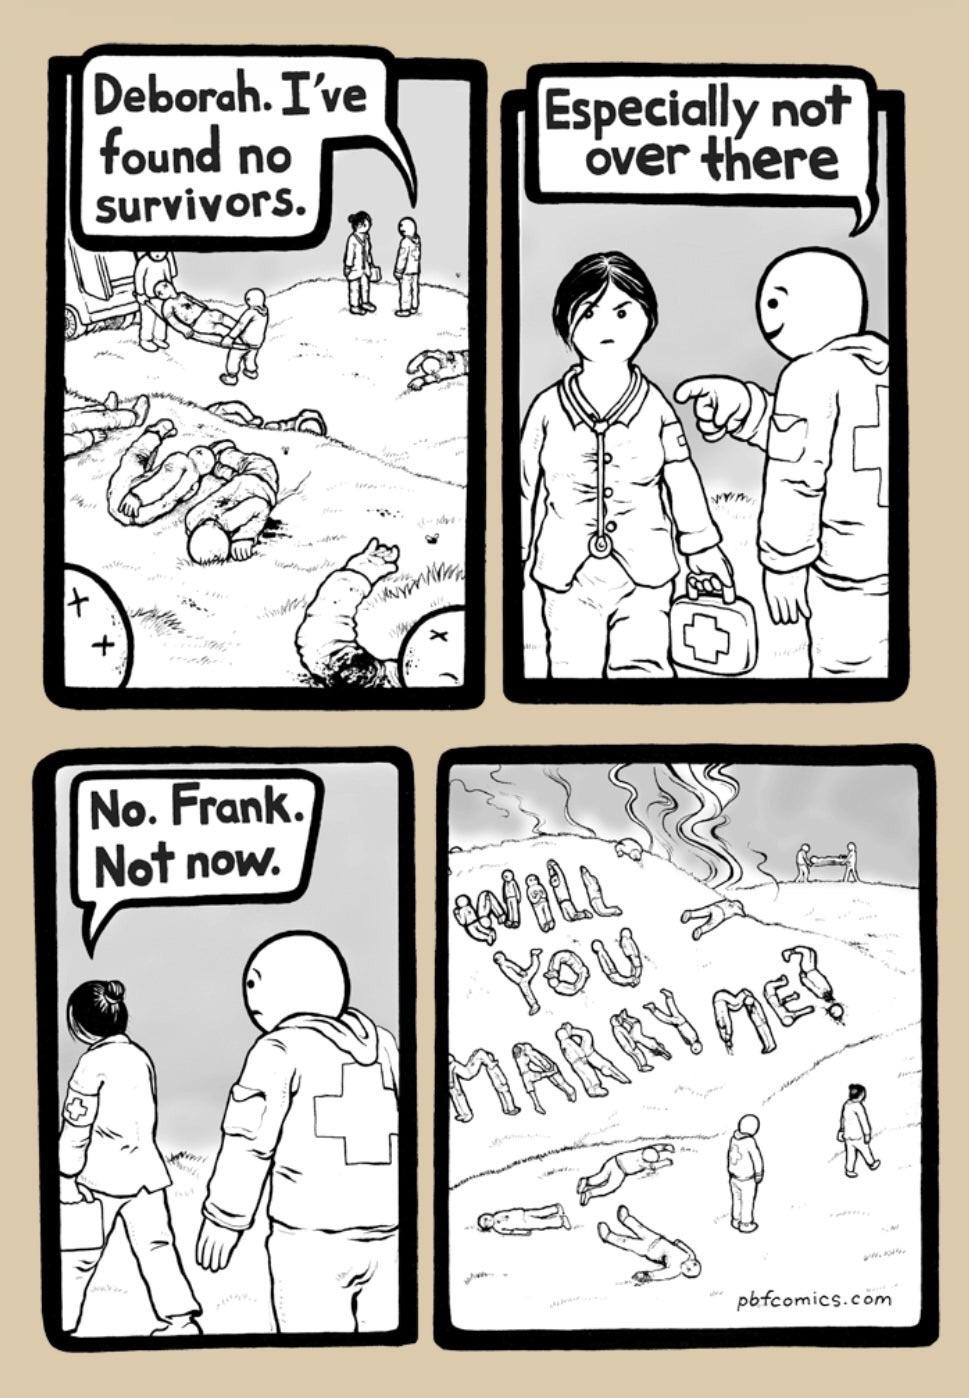 Deborah. I've
found no
survivors.
Especially not
over there
No. Frank.
Not now.
WILL
YOU
MARRY ME?
pbfcomics.com